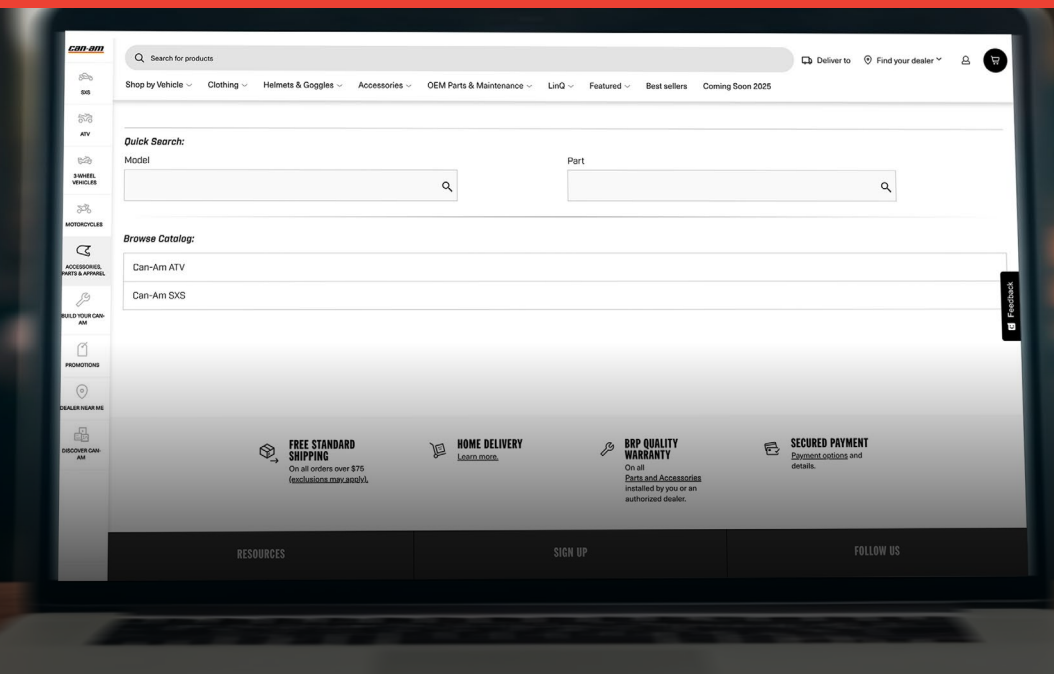 can-am
Search for products
Deliver to
Find your dealer
Shop by Vehicle
Clothing
Helmets & Goggles
Accessories
OEM Parts & Maintenance
LinQ
Featured
Best sellers
Coming Soon 2025
SXS
ATV
3-WHEEL
VEHICLES
MOTORCYCLES
ACCESSORIES,
PARTS & APPAREL
BUILD YOUR CAN-
AM
PROMOTIONS
DEALER NEAR ME
DISCOVER CAN-
AM
Quick Search:
Model
Part
Browse Catalog:
Can-Am ATV
Can-Am SXS
Feedback
FREE STANDARD
SHIPPING
On all orders over $75
(exclusions may apply).
HOME DELIVERY
Learn more.
BRP QUALITY
WARRANTY
On all
Parts and Accessories
installed by you or an
authorized dealer.
SECURED PAYMENT
Payment options and
details.
RESOURCES
SIGN UP
FOLLOW US